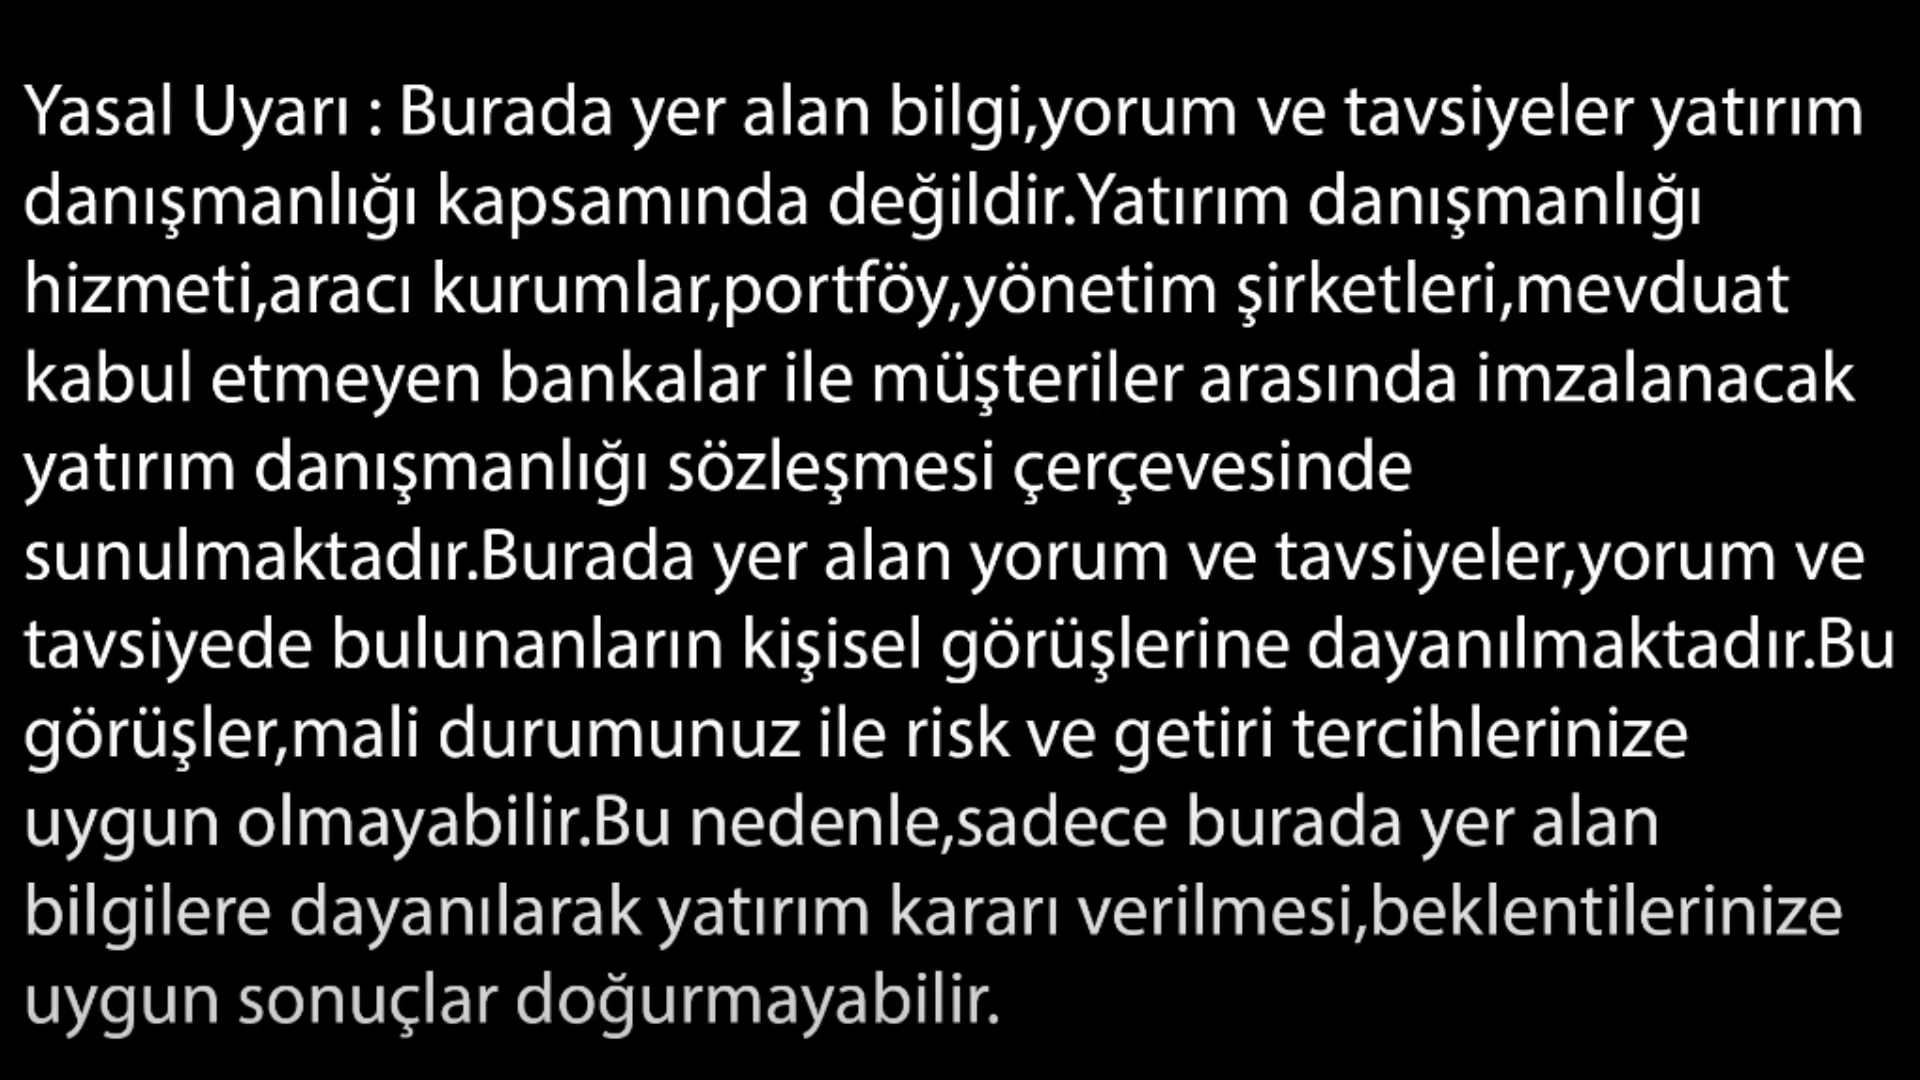 Yasal Uyarı : Burada yer alan bilgi,yorum ve tavsiyeler yatırım
danışmanlığı kapsamında değildir.Yatırım danışmanlığı
hizmeti,aracı kurumlar,portföy,yönetim şirketleri,mevduat
kabul etmeyen bankalar ile müşteriler arasında imzalanacak
yatırım danışmanlığı sözleşmesi çerçevesinde
sunulmaktadır.Burada yer alan yorum ve tavsiyeler,yorum ve
tavsiyede bulunanların kişisel görüşlerine dayanılmaktadır.Bu
görüşler,mali durumunuz ile risk ve getiri tercihlerinize
uygun olmayabilir.Bu nedenle,sadece burada yer alan
bilgilere dayanılarak yatırım kararı verilmesi,beklentilerinize
uygun sonuçlar doğurmayabilir.